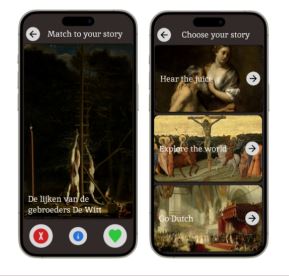 Match to your story
De lijken van de
gebroeders De Witt
Choose your story
Hear the juice
Explore the world
Go Dutch